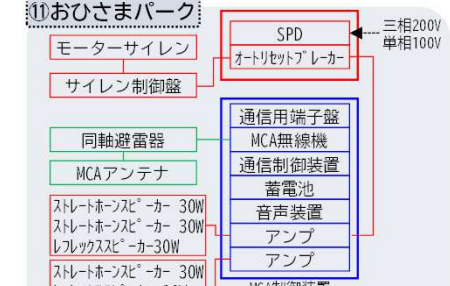 ⑪おひさまパーク
モーターサイレン
サイレン制御盤
SPD
オートリセットブレーカー
三相200V
単相100V
同軸避雷器
MCAアンテナ
通信用端子盤
MCA無線機
通信制御装置
蓄電池
音声装置
アンプ
アンプ
ストレートホーンスピーカー 30W
ストレートホーンスピーカー 30W
レフレックススピーカー30W
ストレートホーンスピーカー 30W
MCA制御装置